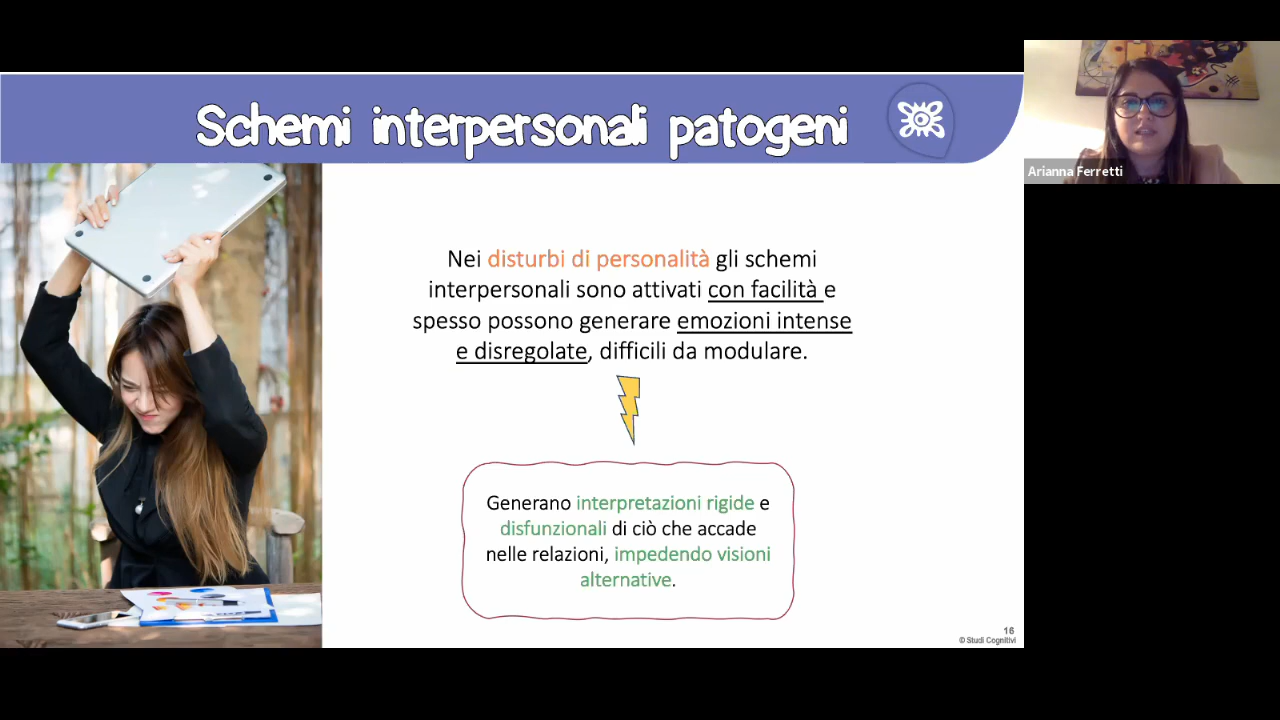 Schemi interpersonali patogeni
Arianna Ferretti
Nei disturbi di personalità gli schemi
interpersonali sono attivati con facilità e
spesso possono generare emozioni intense
e disregolate, difficili da modulare.
Generano interpretazioni rigide e
disfunzionali di ciò che accade
nelle relazioni, impedendo visioni
alternative.
16
© Studi Cognitivi